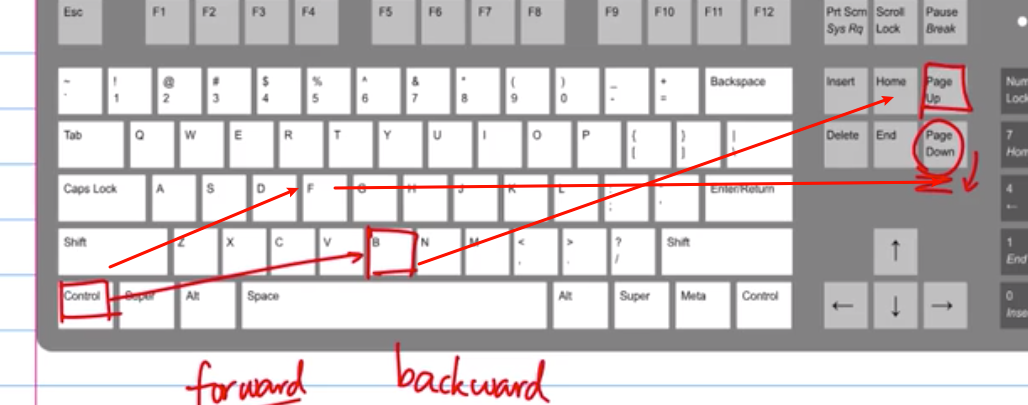 Esc F1 F2 F3 F4 F5 F6 F7 F8 F9 F10 F11 F12 Prt Scm Scroll Pause
Sys Rq Lock Break
~ ! @ # $ % ^ & * ( ) _ + Backspace Insert Home Page Num
` 1 2 3 4 5 6 7 8 9 0 - = Up Lock
Tab Q W E R T Y U I O P { } | Delete End Page 7
[ ] \ Down Hom
Caps Lock A S D F G H J K L : " Enter/Return 4
; ' ←
Shift Z X C V B N M < > ? Shift ↑ 1
, . / End
Control Super Alt Space Alt Super Meta Control ← ↓ → 0
Inse
forward backward